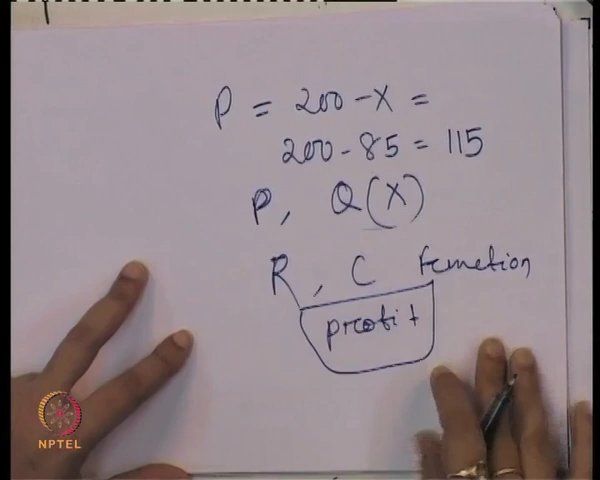 P = 200 - X =
200 - 85 = 115
P, Q(X)
R, C function
profit
NPTEL